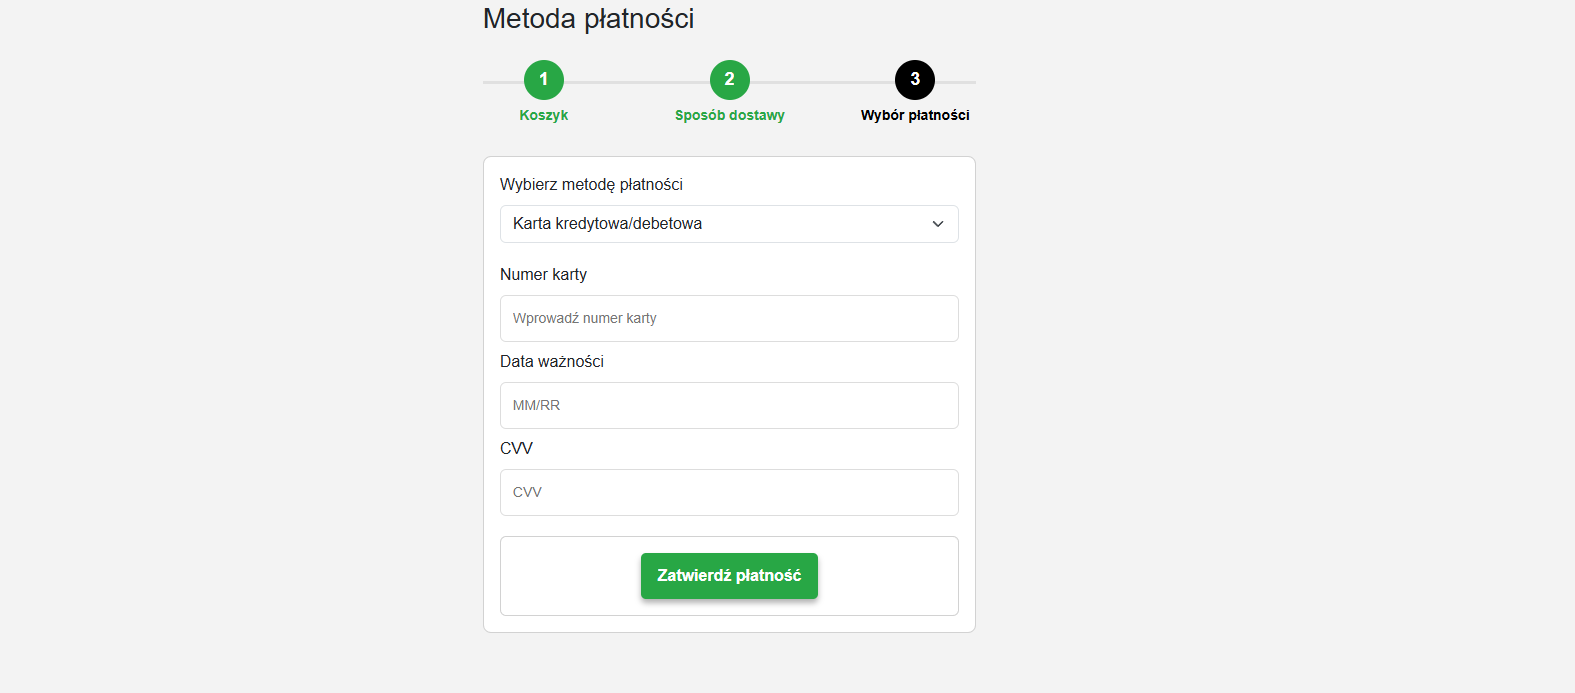 Metoda płatności
1 2 3
Koszyk Sposób dostawy Wybór płatności
Wybierz metodę płatności
Karta kredytowa/debetowa
Numer karty
Wprowadź numer karty
Data ważności
MM/RR
CVV
CVV
Zatwierdź płatność